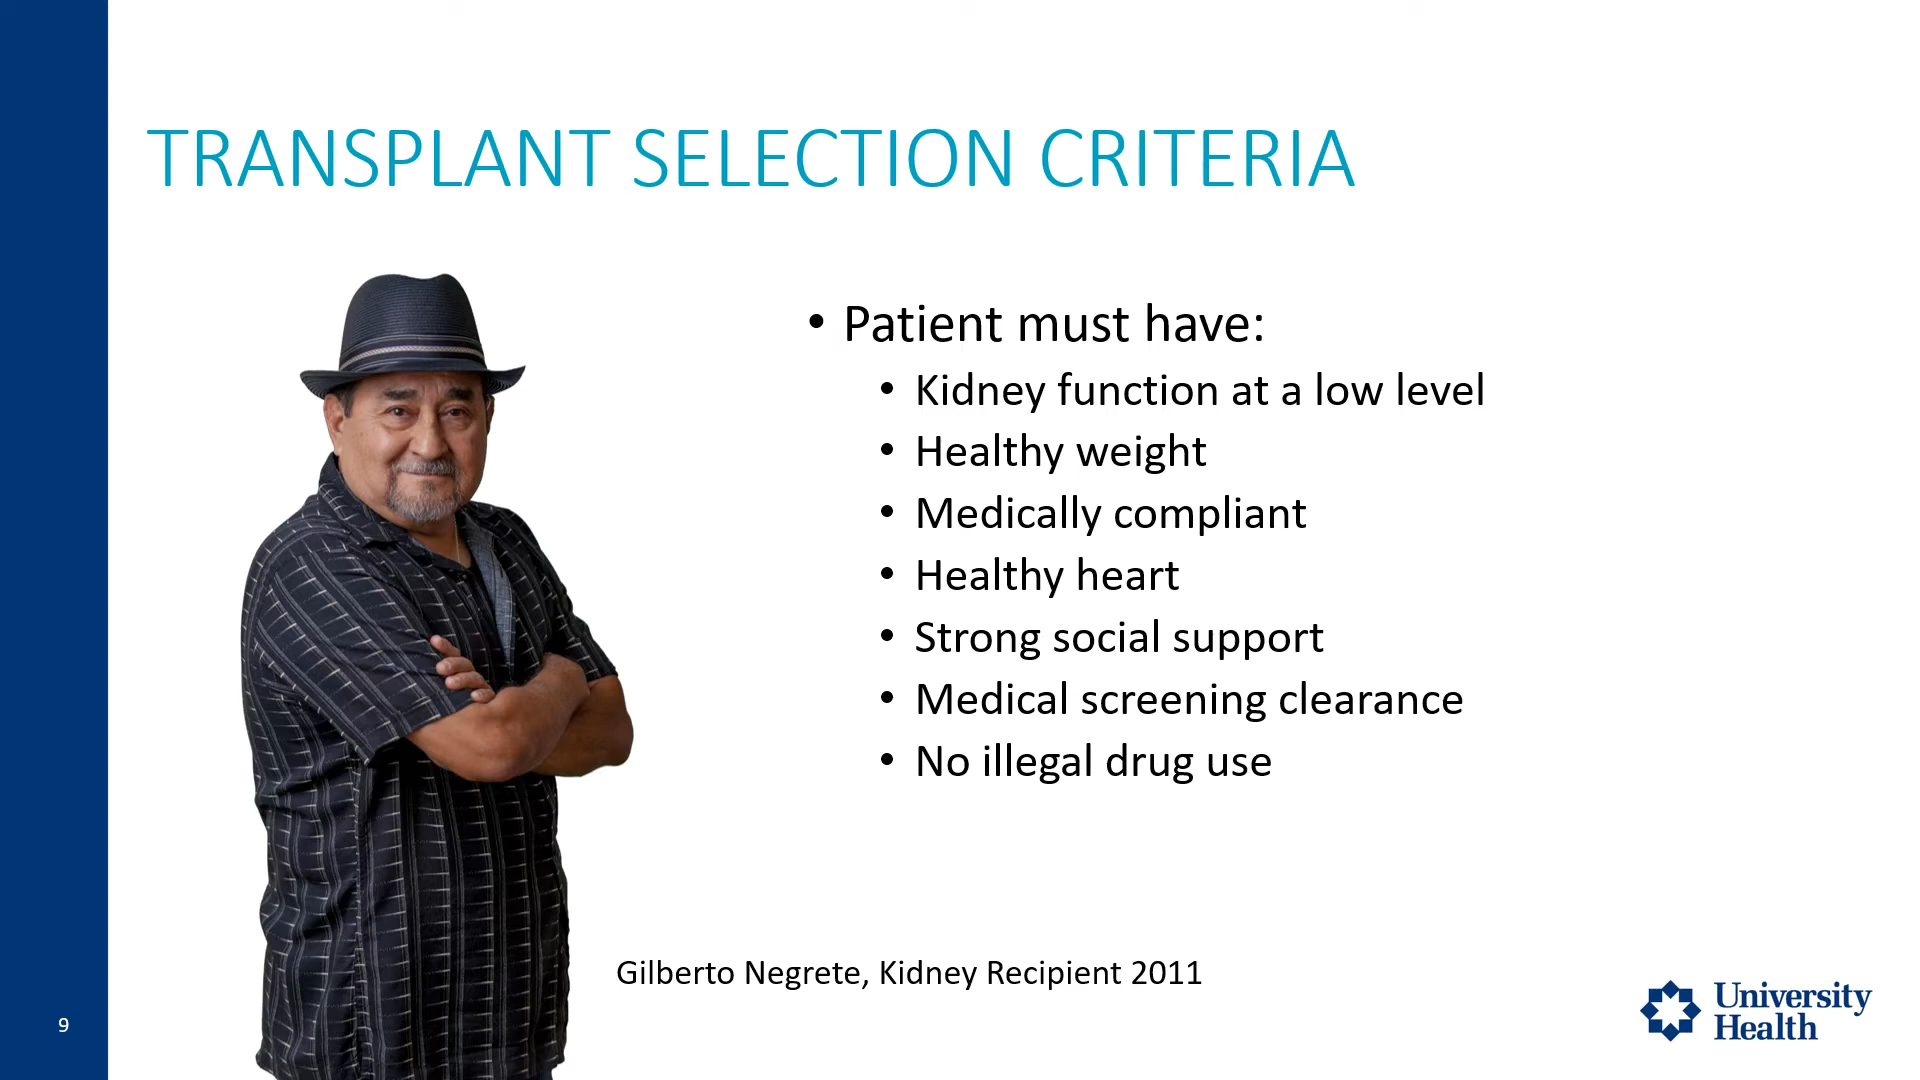 TRANSPLANT SELECTION CRITERIA
• Patient must have:
• Kidney function at a low level
• Healthy weight
• Medically compliant
• Healthy heart
• Strong social support
• Medical screening clearance
• No illegal drug use
Gilberto Negrete, Kidney Recipient 2011
University
Health
9